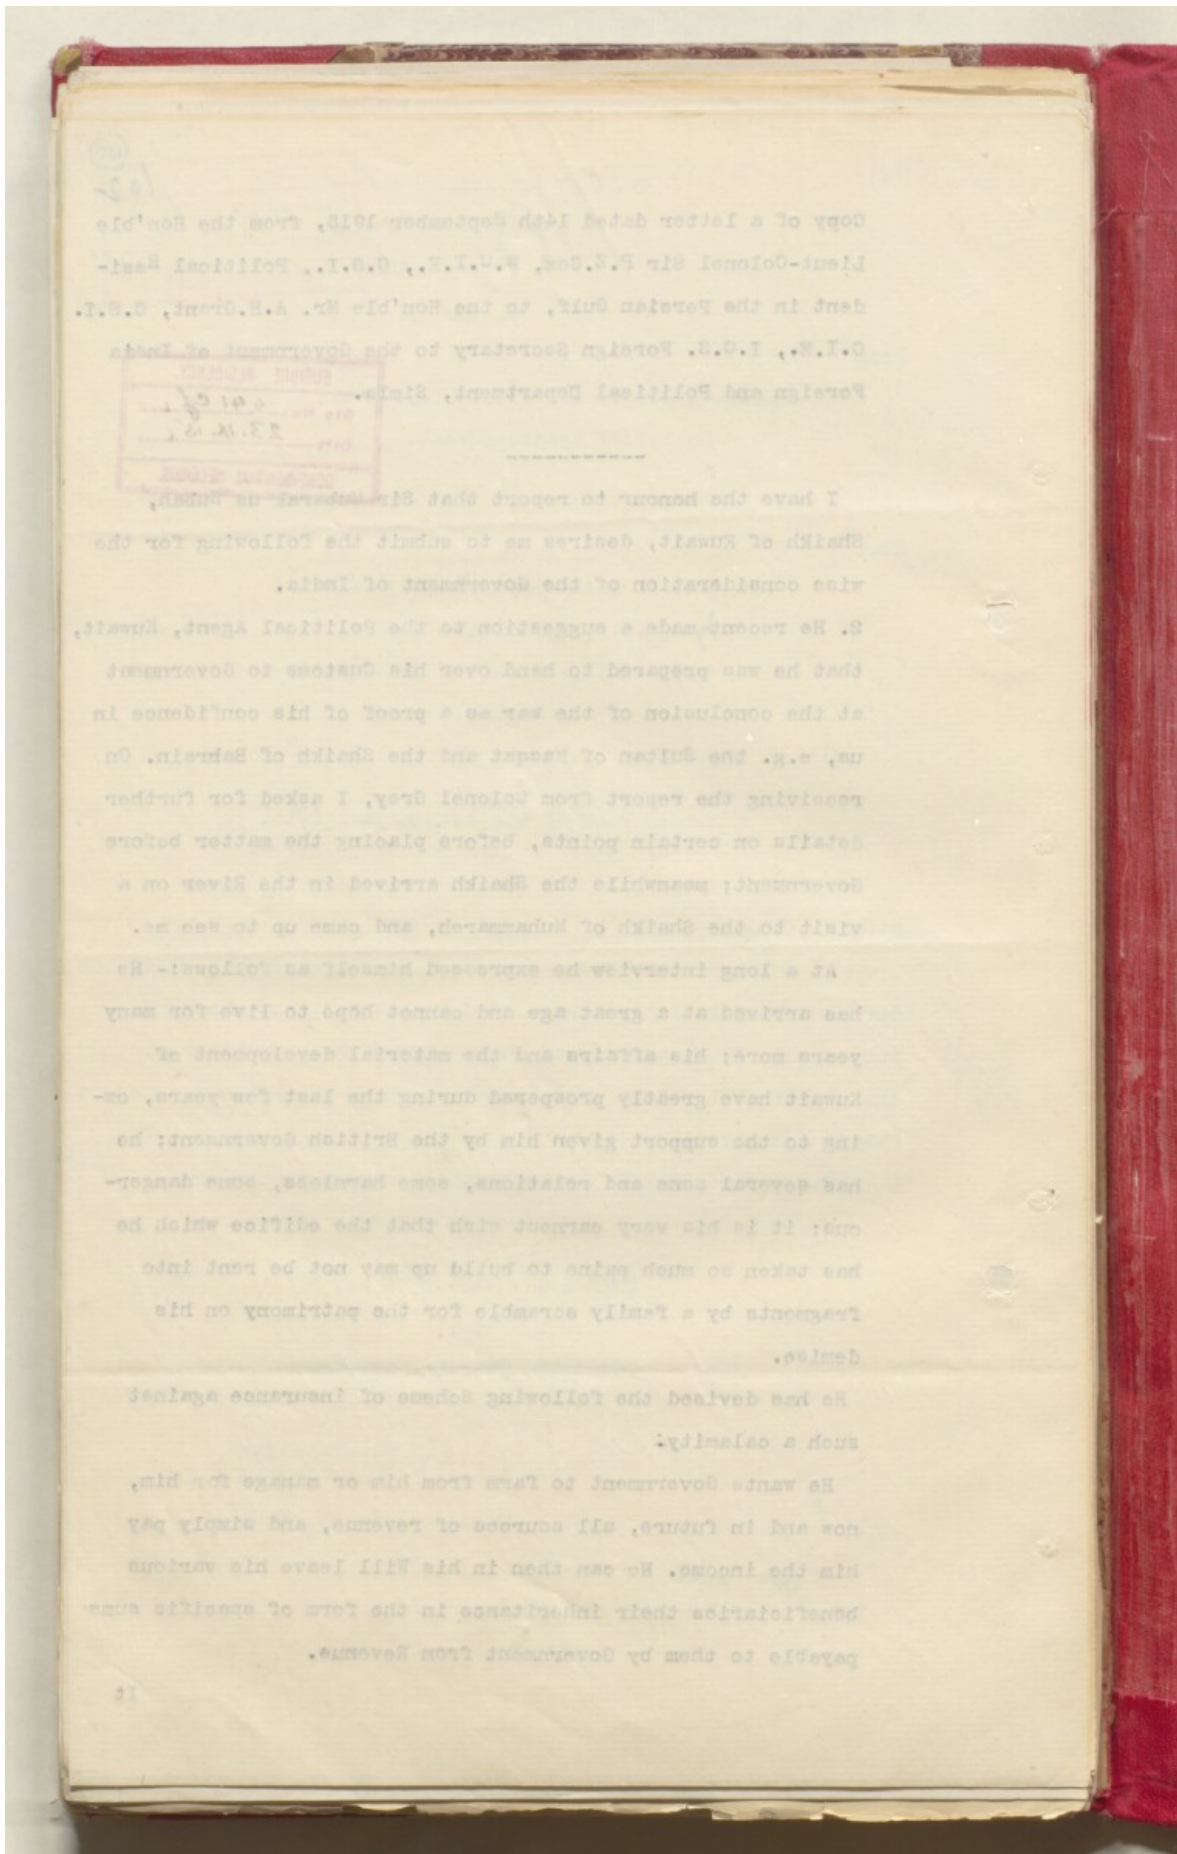 Copy of a letter dated 14th September 1915, from the Hon'ble
Lieut-Colonel Sir P.Z.Cox, K.C.I.E., C.S.I., Political Resi-
dent in the Persian Gulf, to the Hon'ble Mr. A.H.Grant, C.S.I.
C.I.E., I.C.S. Foreign Secretary to the Government of India
Foreign and Political Department, Simla.
BUSHIRE RESIDENCY.
Date 23.IX.15
CONFIDENTIAL RECORDS.
I have the honour to report that Sir Mubarak us Subah,
Shaikh of Kuwait, desires me to submit the following for the
wise consideration of the Government of India.
2. He recent made a suggestion to the Political Agent, Kuwait,
that he was prepared to hand over his Customs to Government
at the conclusion of the war as a proof of his confidence in
us, e.g. the Sultan of Masqat and the Shaikh of Bahrain. On
receiving the report from Colonel Grey, I asked for further
details on certain points, before placing the matter before
Government; meanwhile the Shaikh arrived in the River on a
visit to the Shaikh of Muhammareh, and came up to see me.
At a long interview he expressed himself as follows:- He
has arrived at a great age and cannot hope to live for many
years more; his affairs and the material development of
Kuwait have greatly prospered during the last few years, ow-
ing to the support given him by the British Government; he
has several sons and relations, some harmless, some danger-
ous: it is his very earnest wish that the edifice which he
has taken so much pains to build up may not be rent into
fragments by a family scramble for the patrimony on his
demise.
He has devised the following Scheme of insurance against
such a calamity:
He wants Government to farm from him or manage for him,
now and in future, all sources of revenue, and simply pay
him the income. He can then in his Will leave his various
beneficiaries their inheritance in the form of specific sums
payable to them by Government from Revenue.
It